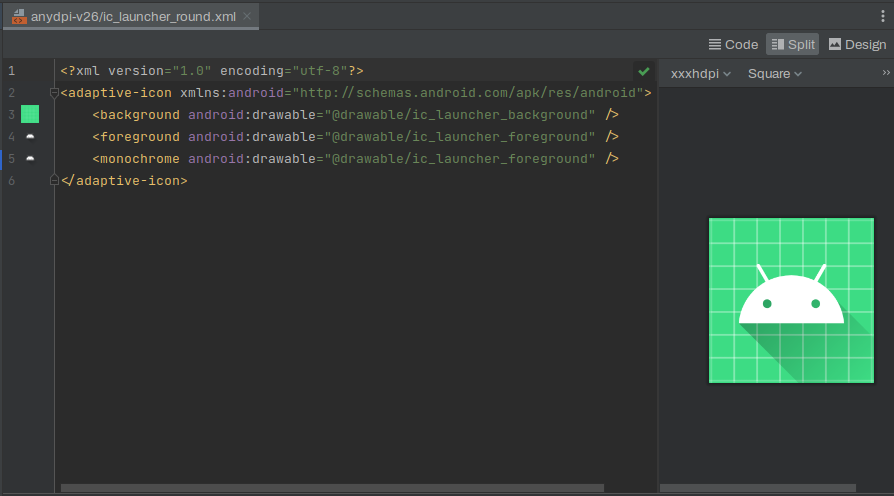 anydpi-v26/ic_launcher_round.xml
Code Split Design
xxxhdpi Square
1 <?xml version="1.0" encoding="utf-8"?>
2 <adaptive-icon xmlns:android="http://schemas.android.com/apk/res/android">
3     <background android:drawable="@drawable/ic_launcher_background" />
4     <foreground android:drawable="@drawable/ic_launcher_foreground" />
5     <monochrome android:drawable="@drawable/ic_launcher_foreground" />
6 </adaptive-icon>